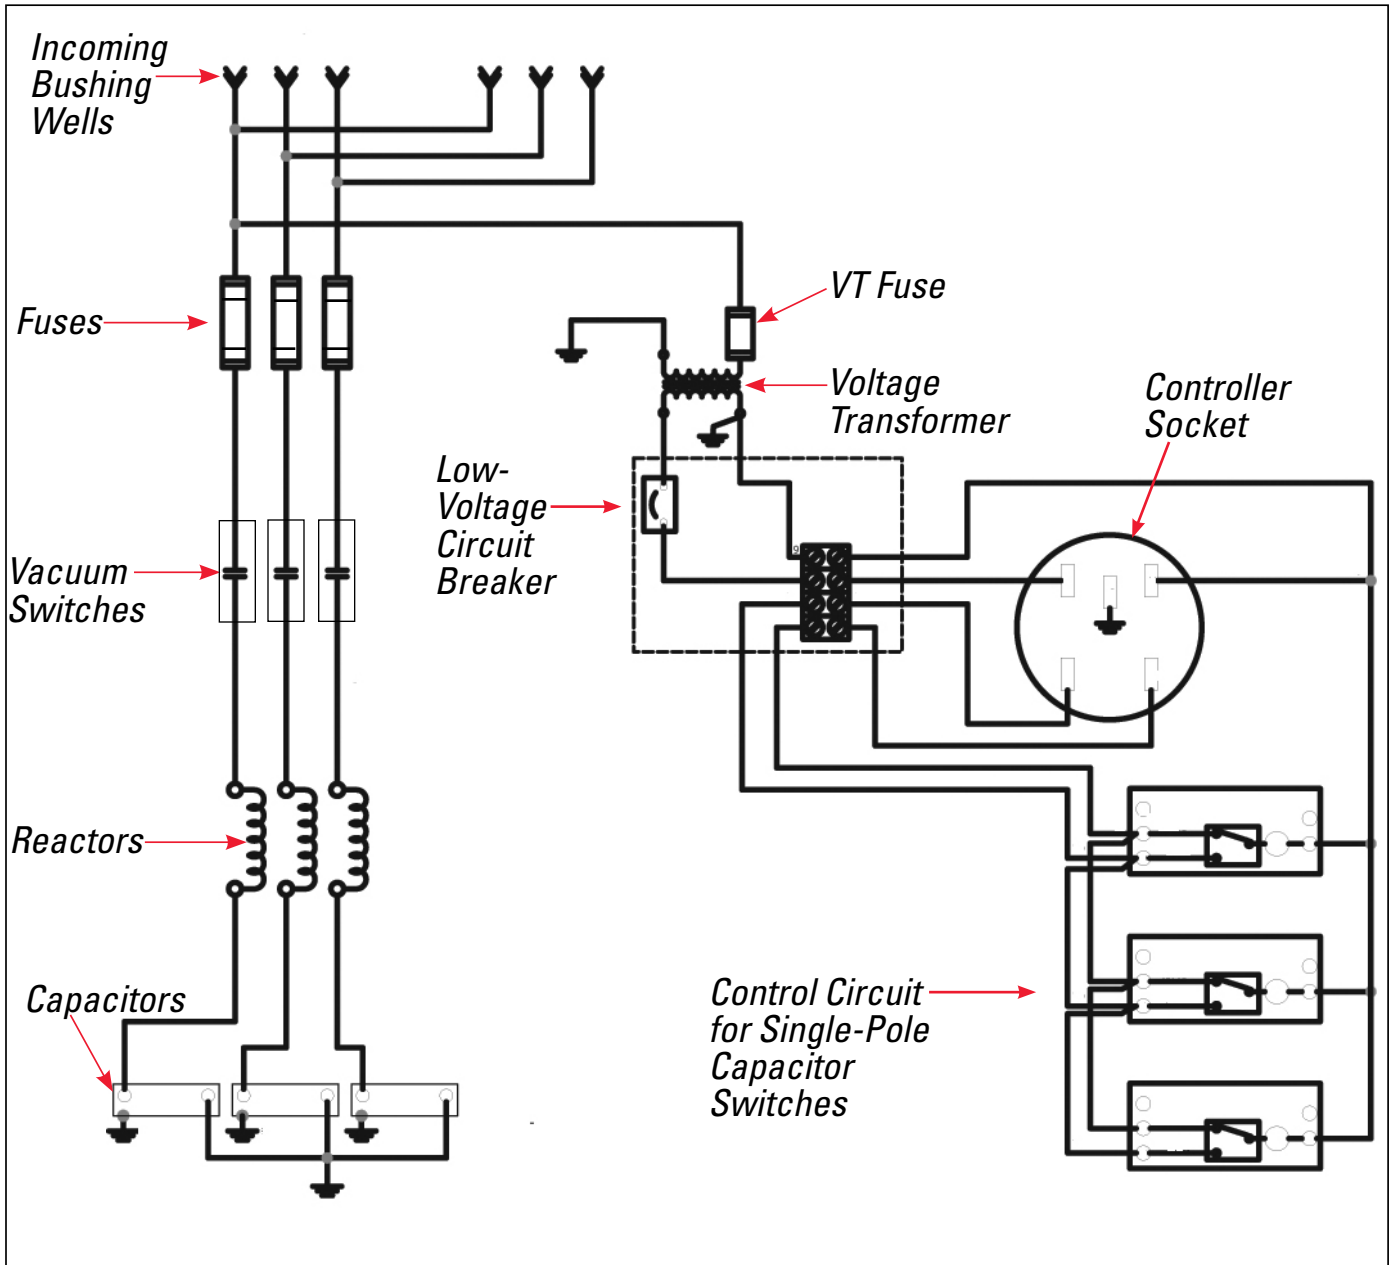 Incoming
Bushing
Wells
Fuses
VT Fuse
Voltage
Transformer
Controller
Socket
Low-
Voltage
Circuit
Breaker
Vacuum
Switches
Reactors
Capacitors
Control Circuit
for Single-Pole
Capacitor
Switches